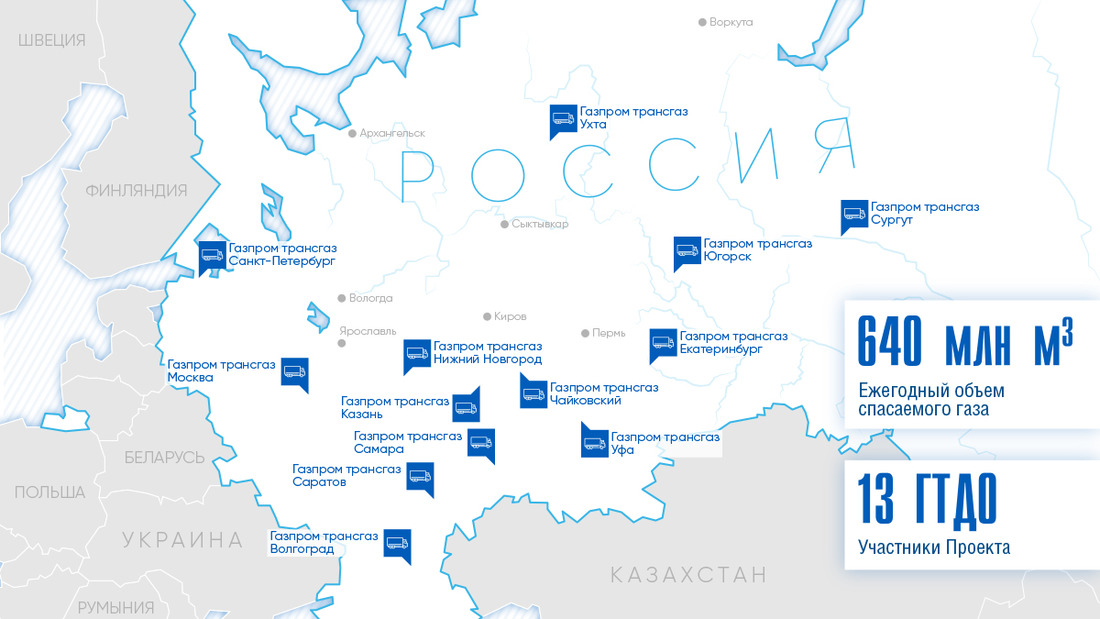 Воркута
ШВЕЦИЯ
Газпром трансгаз
Ухта
Архангельск
РОССИЯ
ФИНЛЯНДИЯ
Газпром трансгаз
Сургут
Сыктывкар
Газпром трансгаз
Санкт-Петербург
Газпром трансгаз
Югорск
Вологда
Киров
Ярославль
Пермь
Газпром трансгаз
Екатеринбург
Газпром трансгаз
Нижний Новгород
Газпром трансгаз
Москва
Газпром трансгаз
Чайковский
Газпром трансгаз
Казань
Газпром трансгаз
Самара
Газпром трансгаз
Уфа
Газпром трансгаз
Саратов
БЕЛАРУСЬ
ПОЛЬША
УКРАИНА
Газпром трансгаз
Волгоград
КАЗАХСТАН
РУМЫНИЯ
640 млн м³
Ежегодный объем
спасаемого газа
13 ГТДО
Участники Проекта